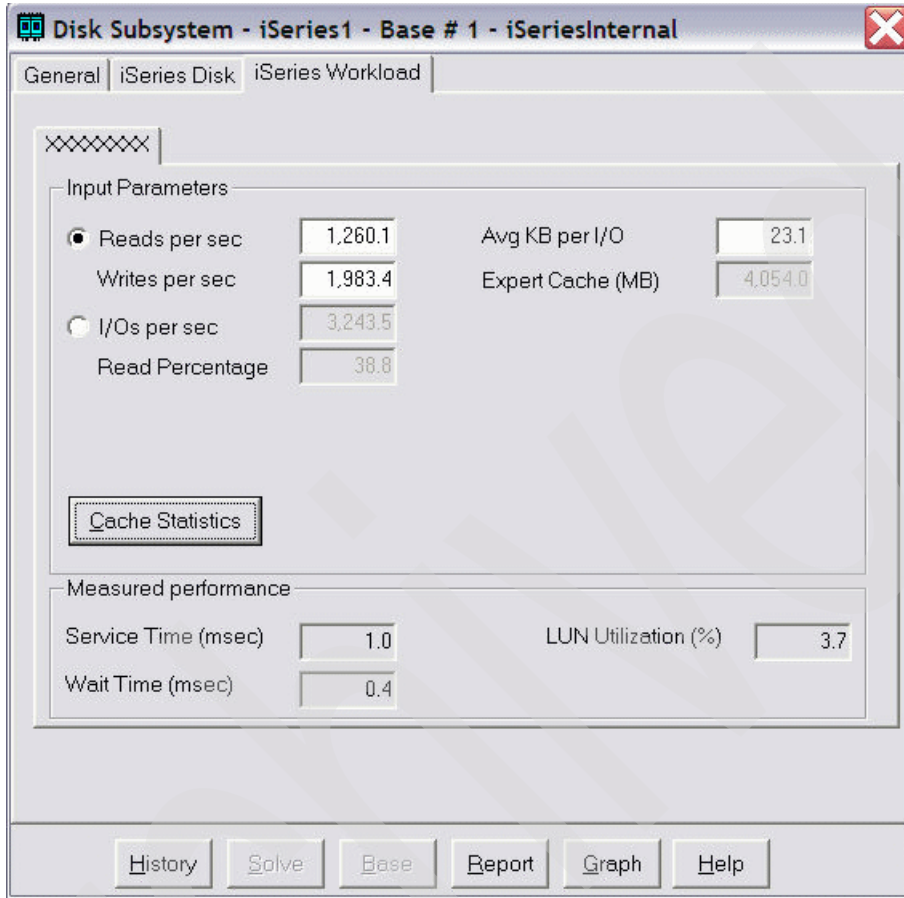 Disk Subsystem - iSeries1 - Base # 1 - iSeriesInternal
General iSeries Disk iSeries Workload
XXXXXXXX
Input Parameters
Reads per sec 1,260.1 Avg KB per I/O 23.1
Writes per sec 1,983.4 Expert Cache (MB) 4,054.0
I/Os per sec 3,243.5
Read Percentage 38.8
Cache Statistics
Measured performance
Service Time (msec) 1.0 LUN Utilization (%) 3.7
Wait Time (msec) 0.4
History Solve Base Report Graph Help